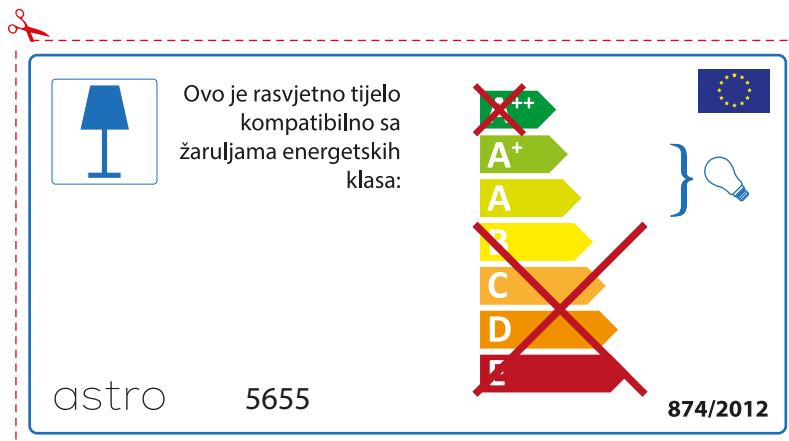 Ovo je rasvjetno tijelo
kompatibilno sa
žaruljama energetskih
klasa:
A++
A+
A
B
C
D
E
astro
5655
874/2012